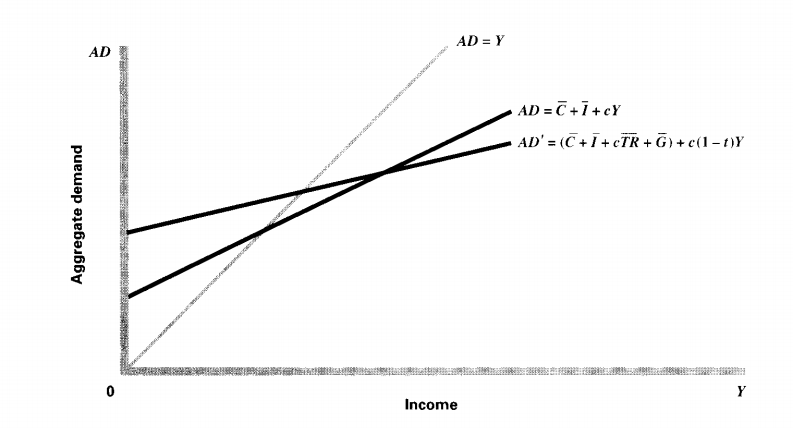 AD = Y
AD
AD = C̅ + I̅ + cY
AD' = (C̅ + I̅ + cT̅R̅ + G̅) + c(1 – t)Y
Aggregate demand
0
Y
Income